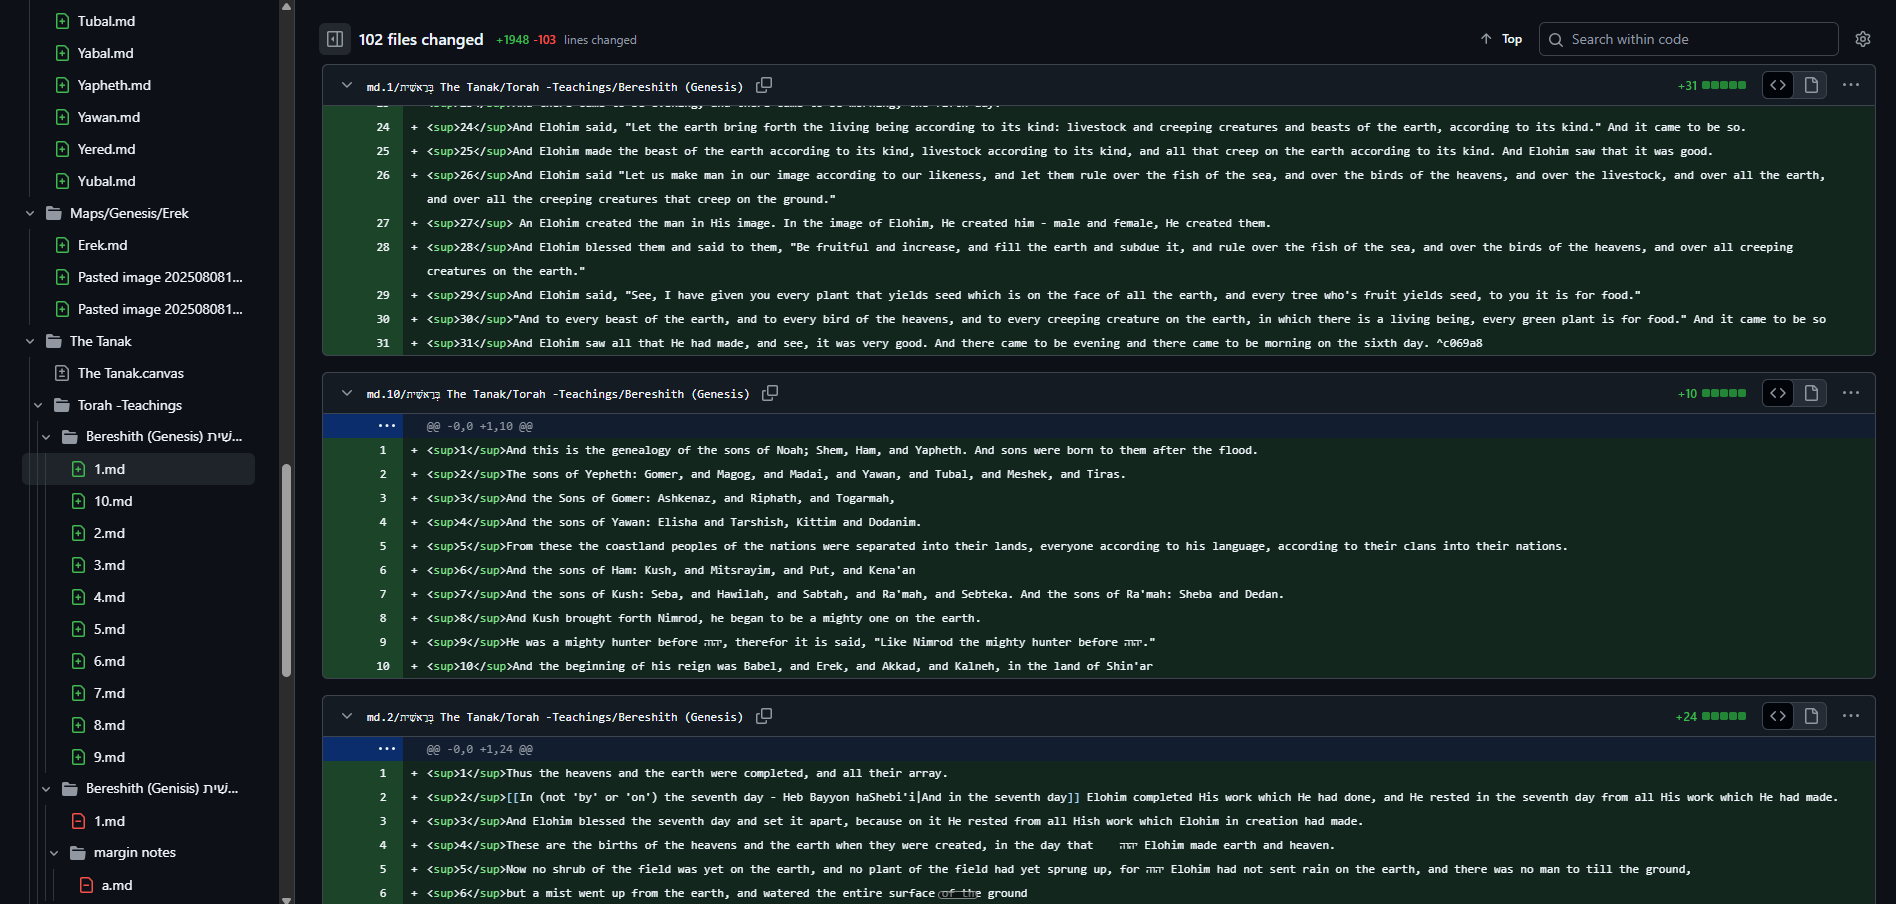 Tubal.md
Yabal.md
Yapheth.md
Yawan.md
Yered.md
Yubal.md
Maps/Genesis/Erek
Erek.md
Pasted image 202508081...
Pasted image 202508081...
The Tanak
The Tanak.canvas
Torah -Teachings
Bereshith (Genesis) שִׁית...
1.md
10.md
2.md
3.md
4.md
5.md
6.md
7.md
8.md
9.md
Bereshith (Genisis) שִׁית...
1.md
margin notes
a.md
102 files changed +1948 -103 lines changed
Top
Search within code
md.1/בְּרֵאשִׁית The Tanak/Torah -Teachings/Bereshith (Genesis)
+31
24 + <sup>24</sup>And Elohim said, "Let the earth bring forth the living being according to its kind: livestock and creeping creatures and beasts of the earth, according to its kind." And it came to be so.
25 + <sup>25</sup>And Elohim made the beast of the earth according to its kind, livestock according to its kind, and all that creep on the earth according to its kind. And Elohim saw that it was good.
26 + <sup>26</sup>And Elohim said "Let us make man in our image according to our likeness, and let them rule over the fish of the sea, and over the birds of the heavens, and over the livestock, and over all the earth,
and over all the creeping creatures that creep on the ground."
27 + <sup>27</sup> An Elohim created the man in His image. In the image of Elohim, He created him - male and female, He created them.
28 + <sup>28</sup>And Elohim blessed them and said to them, "Be fruitful and increase, and fill the earth and subdue it, and rule over the fish of the sea, and over the birds of the heavens, and over all creeping
creatures on the earth."
29 + <sup>29</sup>And Elohim said, "See, I have given you every plant that yields seed which is on the face of all the earth, and every tree who's fruit yields seed, to you it is for food."
30 + <sup>30</sup>"And to every beast of the earth, and to every bird of the heavens, and to every creeping creature on the earth, in which there is a living being, every green plant is for food." And it came to be so
31 + <sup>31</sup>And Elohim saw all that He had made, and see, it was very good. And there came to be evening and there came to be morning on the sixth day. ^c069a8
md.10/בְּרֵאשִׁית The Tanak/Torah -Teachings/Bereshith (Genesis)
+10
@@ -0,0 +1,10 @@
1 + <sup>1</sup>And this is the genealogy of the sons of Noah; Shem, Ham, and Yapheth. And sons were born to them after the flood.
2 + <sup>2</sup>The sons of Yepheth: Gomer, and Magog, and Madai, and Yawan, and Tubal, and Meshek, and Tiras.
3 + <sup>3</sup>And the Sons of Gomer: Ashkenaz, and Riphath, and Togarmah,
4 + <sup>4</sup>And the sons of Yawan: Elisha and Tarshish, Kittim and Dodanim.
5 + <sup>5</sup>From these the coastland peoples of the nations were separated into their lands, everyone according to his language, according to their clans into their nations.
6 + <sup>6</sup>And the sons of Ham: Kush, and Mitsrayim, and Put, and Kena'an
7 + <sup>7</sup>And the sons of Kush: Seba, and Hawilah, and Sabtah, and Ra'mah, and Sebteka. And the sons of Ra'mah: Sheba and Dedan.
8 + <sup>8</sup>And Kush brought forth Nimrod, he began to be a mighty one on the earth.
9 + <sup>9</sup>He was a mighty hunter before יהוה, therefor it is said, "Like Nimrod the mighty hunter before יהוה."
10 + <sup>10</sup>And the beginning of his reign was Babel, and Erek, and Akkad, and Kalneh, in the land of Shin'ar
md.2/בְּרֵאשִׁית The Tanak/Torah -Teachings/Bereshith (Genesis)
+24
@@ -0,0 +1,24 @@
1 + <sup>1</sup>Thus the heavens and the earth were completed, and all their array.
2 + <sup>2</sup>[[In (not 'by' or 'on') the seventh day - Heb Bayyon haShebi'i|And in the seventh day]] Elohim completed His work which He had done, and He rested in the seventh day from all His work which He had made.
3 + <sup>3</sup>And Elohim blessed the seventh day and set it apart, because on it He rested from all Hish work which Elohim in creation had made.
4 + <sup>4</sup>These are the births of the heavens and the earth when they were created, in the day that יהוה Elohim made earth and heaven.
5 + <sup>5</sup>Now no shrub of the field was yet on the earth, and no plant of the field had yet sprung up, for יהוה Elohim had not sent rain on the earth, and there was no man to till the ground,
6 + <sup>6</sup>but a mist went up from the earth, and watered the entire surface of the ground